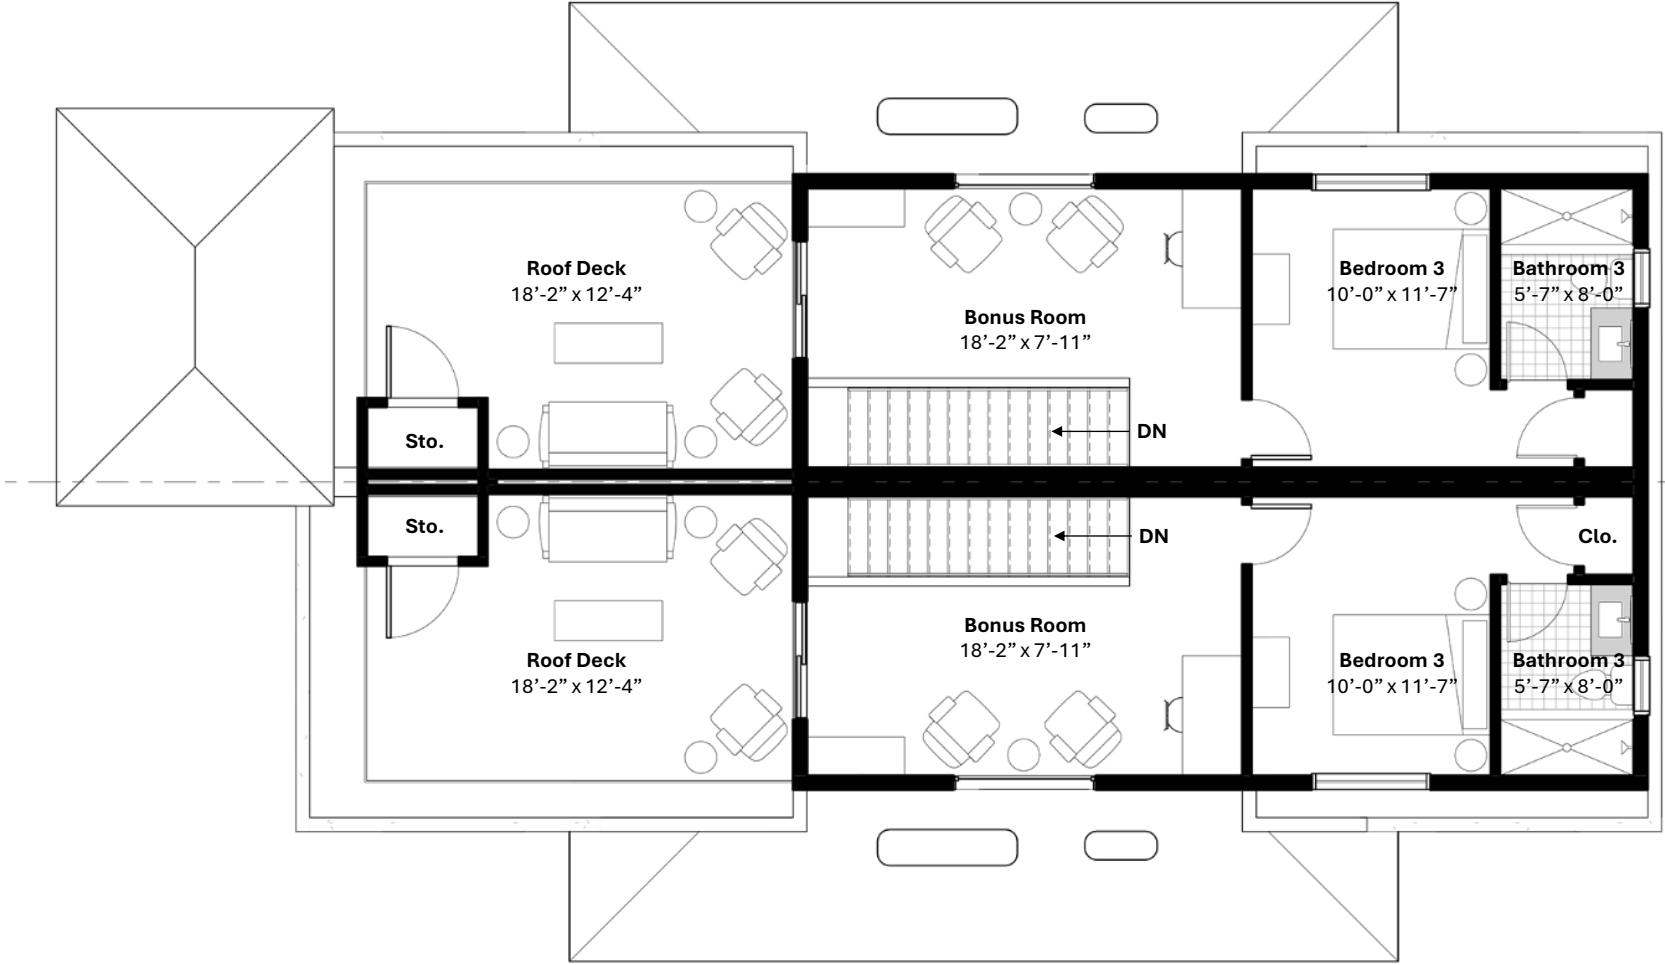 Roof Deck
18’-2” x 12’-4”
Bonus Room
18’-2” x 7’-11”
Bedroom 3
10’-0” x 11’-7”
Bathroom 3
5’-7” x 8’-0”
Sto.
DN
Sto.
DN
Clo.
Roof Deck
18’-2” x 12’-4”
Bonus Room
18’-2” x 7’-11”
Bedroom 3
10’-0” x 11’-7”
Bathroom 3
5’-7” x 8’-0”